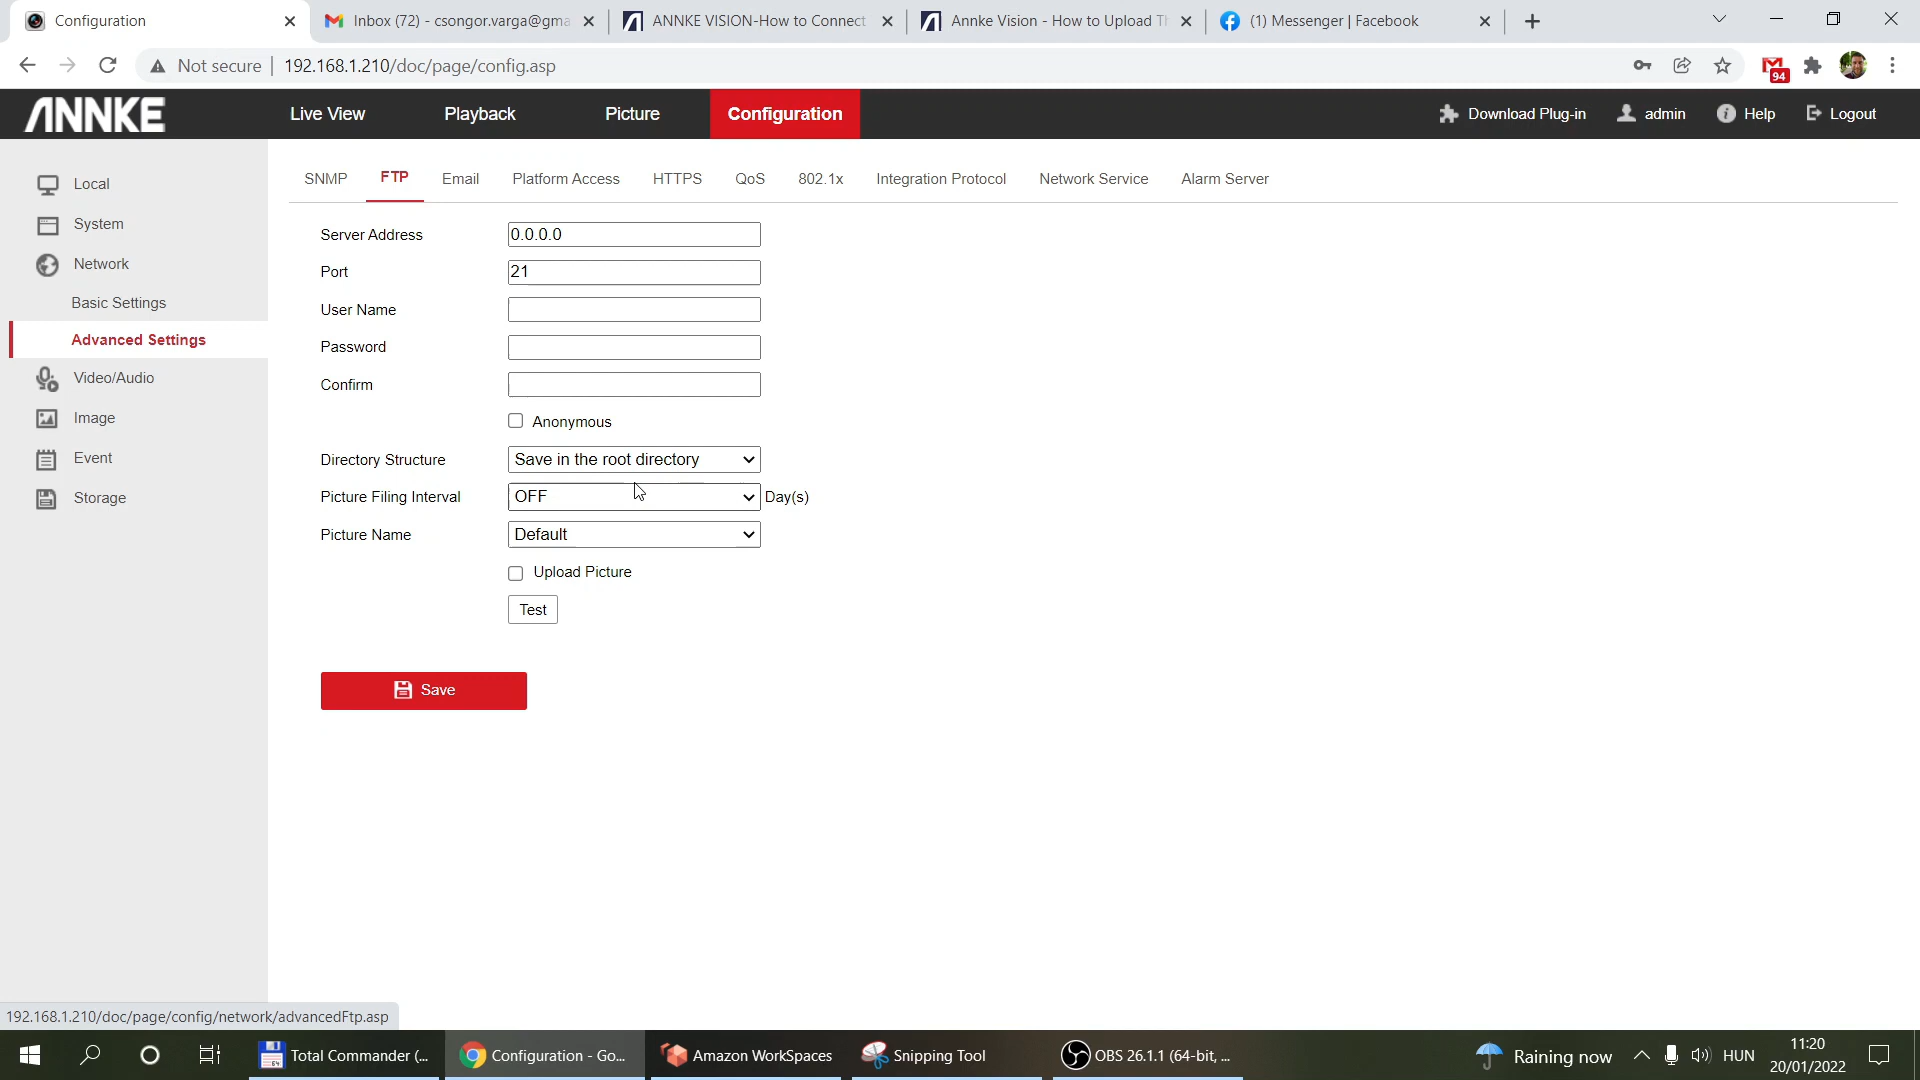 Configuration
Inbox (72) - csongor.varga@gma
ANNKE VISION-How to Connect
Annke Vision - How to Upload Th
(1) Messenger | Facebook
Not secure
192.168.1.210/doc/page/config.asp
94
ANNKE
Live View
Playback
Picture
Configuration
Download Plug-in
admin
Help
Logout
Local
System
Network
Basic Settings
Advanced Settings
Video/Audio
Image
Event
Storage
SNMP
FTP
Email
Platform Access
HTTPS
QoS
802.1x
Integration Protocol
Network Service
Alarm Server
Server Address
0.0.0.0
Port
21
User Name
Password
Confirm
Anonymous
Directory Structure
Save in the root directory
Picture Filing Interval
OFF
Day(s)
Picture Name
Default
Upload Picture
Test
Save
192.168.1.210/doc/page/config/network/advancedFtp.asp
64
Total Commander (...
Configuration - Go...
Amazon WorkSpaces
Snipping Tool
OBS 26.1.1 (64-bit, ...
Raining now
HUN
11:20
20/01/2022